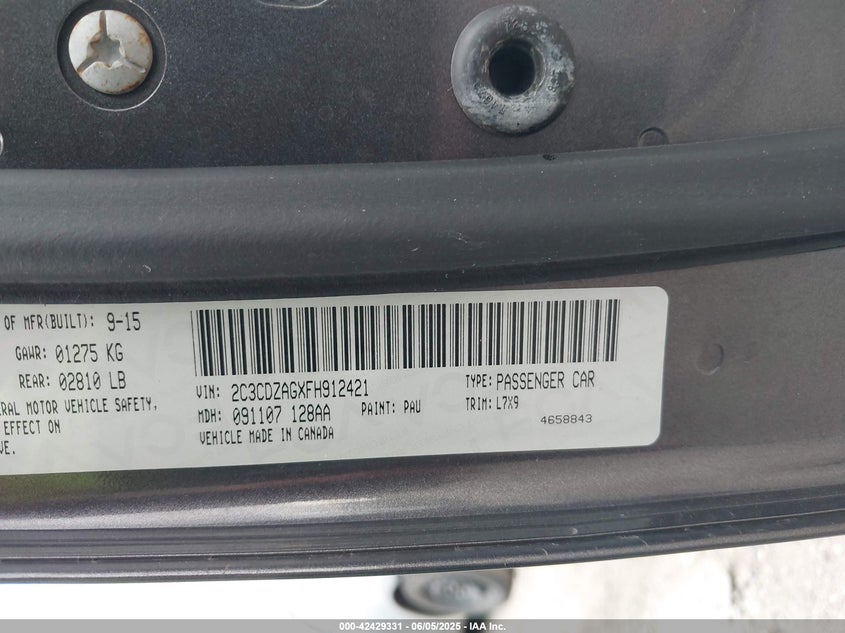 OF MFR(BUILT): 9-15
GAWR: 01275 KG
REAR: 02810 LB
ERAL MOTOR VEHICLE SAFETY,
EFFECT ON
VE.
VIN: 2C3CDZAGXFH912421
TYPE: PASSENGER CAR
MDH: 091107 128AA
PAINT: PAU
TRIM: L7X9
VEHICLE MADE IN CANADA
4658843
000-42429331 - 06/05/2025 - IAA Inc.